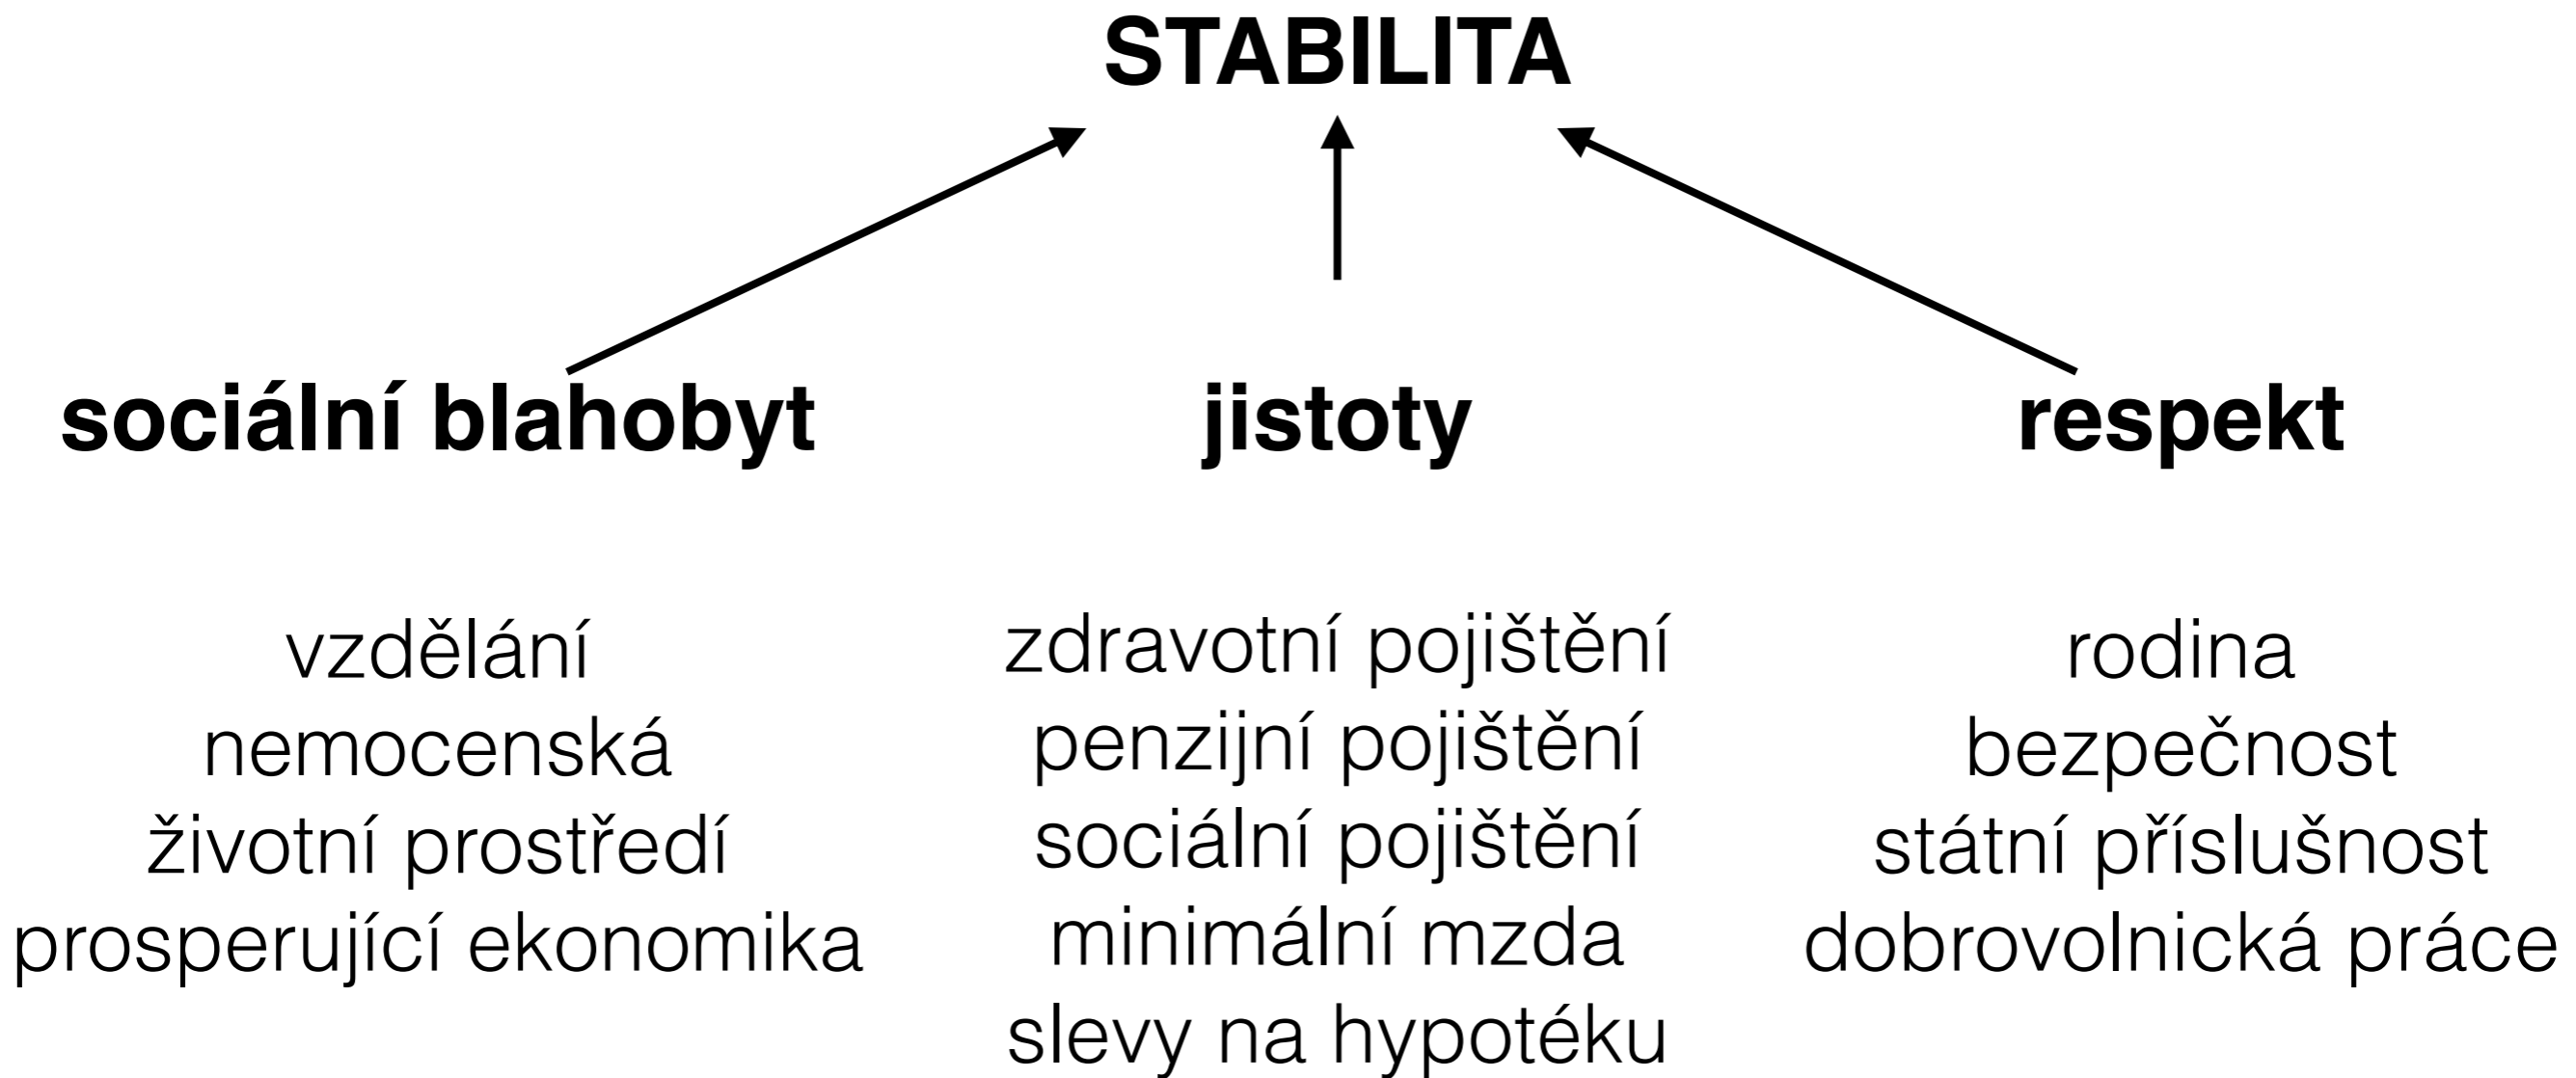 STABILITA
sociální blahobyt
vzdělání
nemocenská
životní prostředí
prosperující ekonomika
jistoty
zdravotní pojištění
penzijní pojištění
sociální pojištění
minimální mzda
slevy na hypotéku
respekt
rodina
bezpečnost
státní příslušnost
dobrovolnická práce